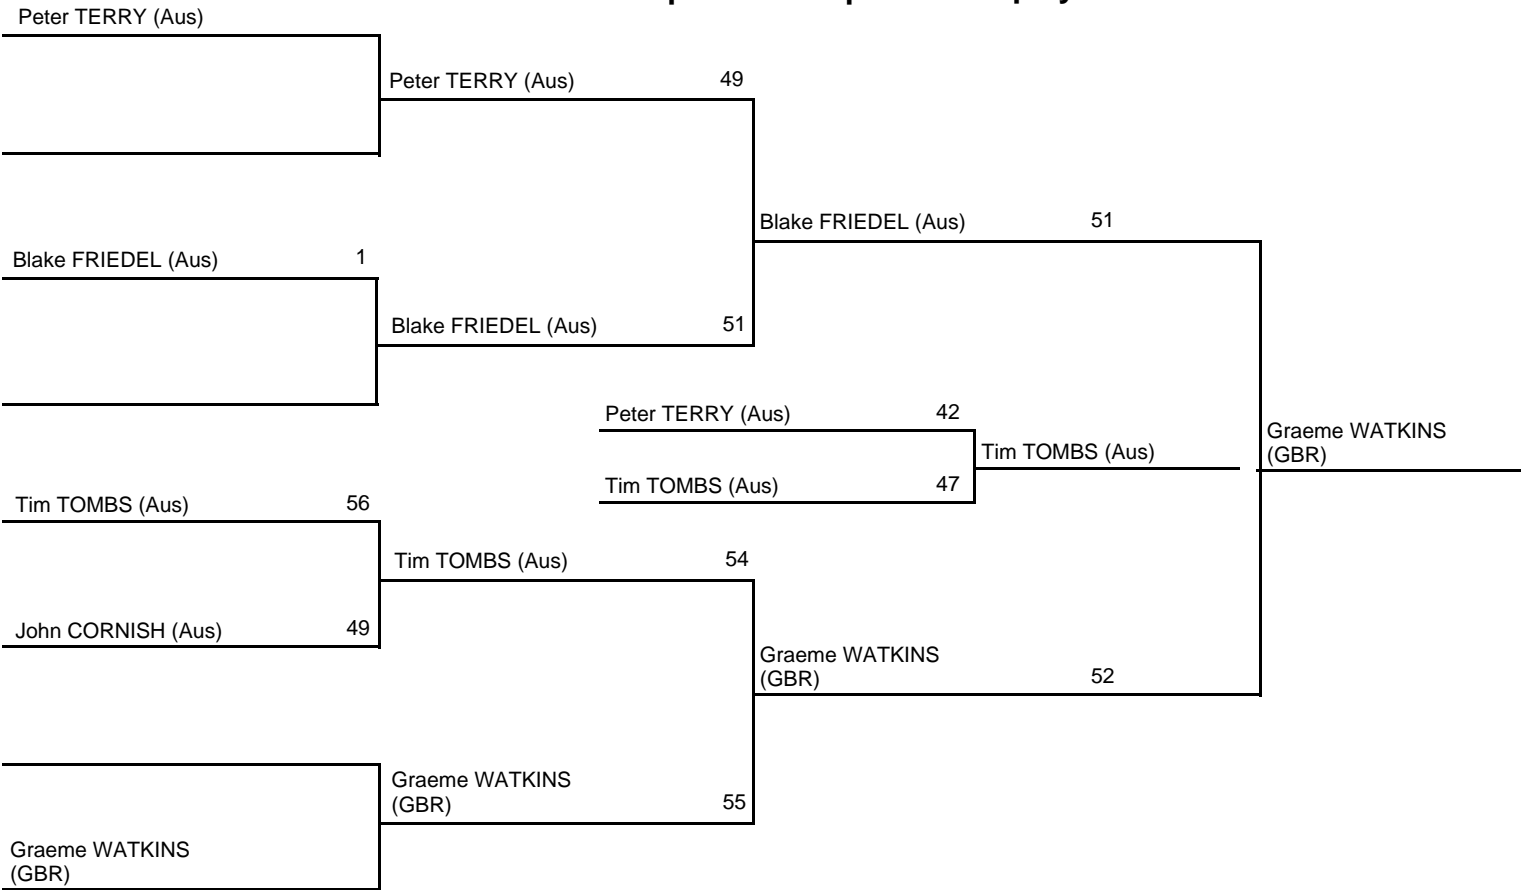 Peter TERRY (Aus)
Peter TERRY (Aus) 49
Blake FRIEDEL (Aus) 51
Blake FRIEDEL (Aus) 1
Blake FRIEDEL (Aus) 51
Peter TERRY (Aus) 42
Graeme WATKINS
(GBR)
Tim TOMBS (Aus)
Tim TOMBS (Aus) 47
Tim TOMBS (Aus) 56
Tim TOMBS (Aus) 54
John CORNISH (Aus) 49
Graeme WATKINS
(GBR) 52
Graeme WATKINS
(GBR) 55
Graeme WATKINS
(GBR)